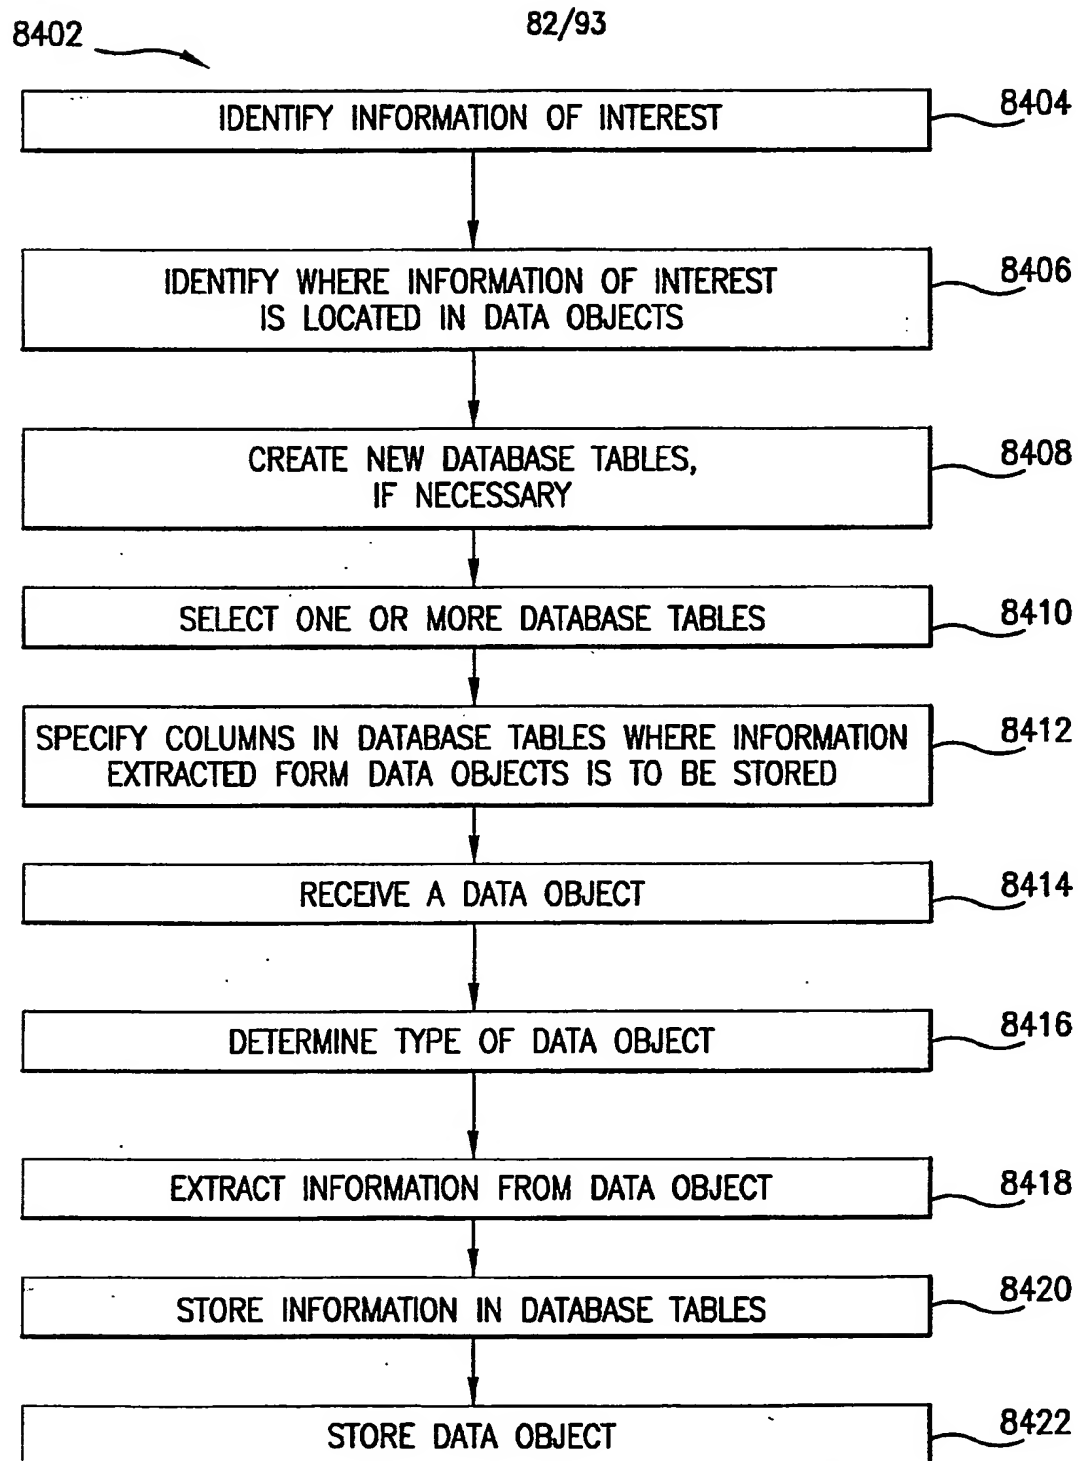 82/93
8402
IDENTIFY INFORMATION OF INTEREST
8404
IDENTIFY WHERE INFORMATION OF INTEREST
IS LOCATED IN DATA OBJECTS
8406
CREATE NEW DATABASE TABLES,
IF NECESSARY
8408
SELECT ONE OR MORE DATABASE TABLES
8410
SPECIFY COLUMNS IN DATABASE TABLES WHERE INFORMATION
EXTRACTED FORM DATA OBJECTS IS TO BE STORED
8412
RECEIVE A DATA OBJECT
8414
DETERMINE TYPE OF DATA OBJECT
8416
EXTRACT INFORMATION FROM DATA OBJECT
8418
STORE INFORMATION IN DATABASE TABLES
8420
STORE DATA OBJECT
8422